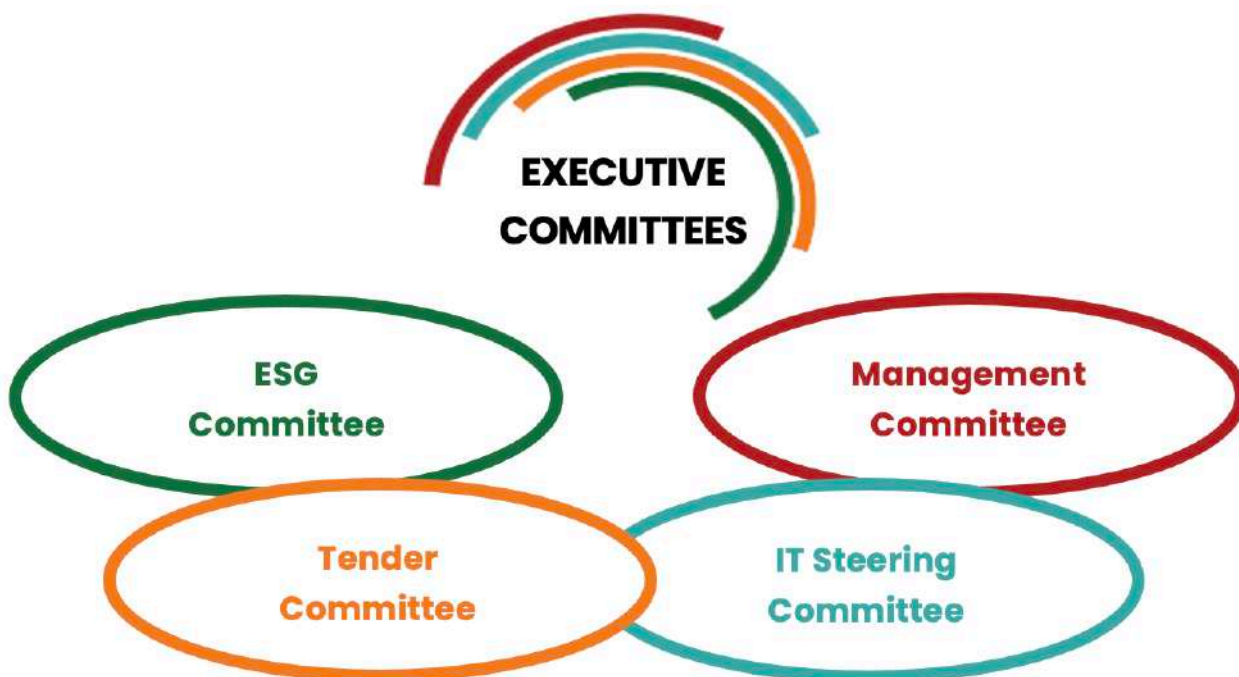 EXECUTIVE
COMMITTEES
ESG
Committee
Management
Committee
Tender
Committee
IT Steering
Committee